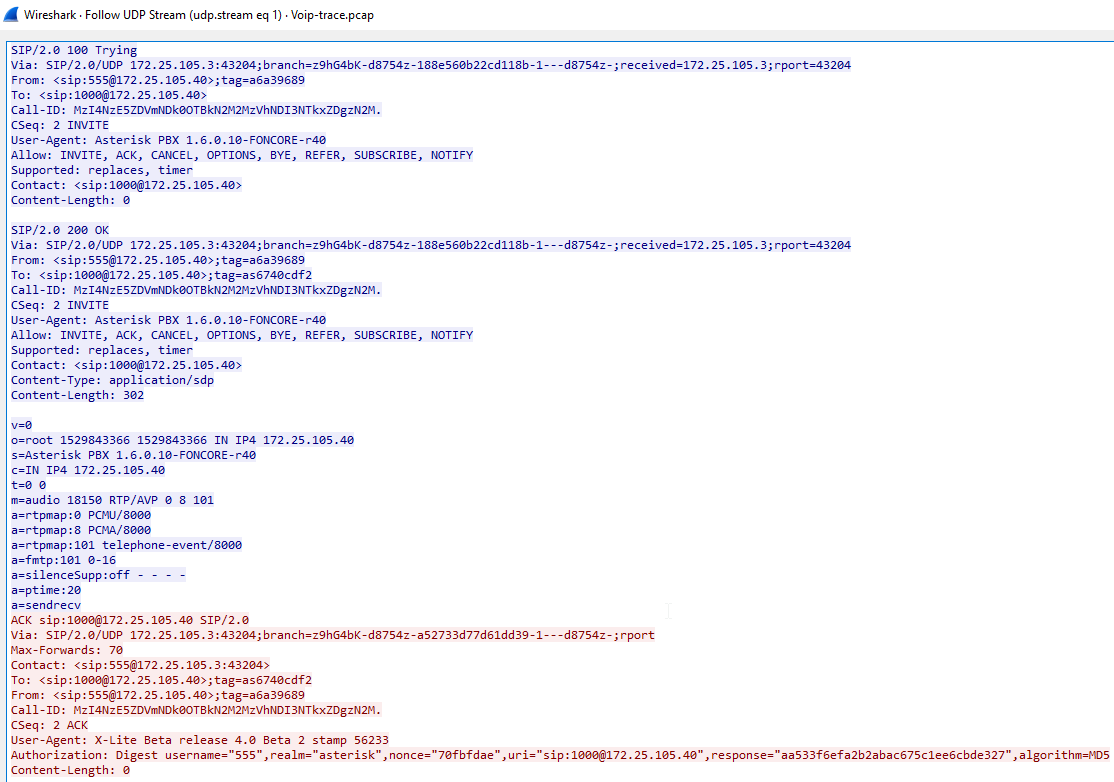 Wireshark · Follow UDP Stream (udp.stream eq 1) · Voip-trace.pcap
SIP/2.0 100 Trying
Via: SIP/2.0/UDP 172.25.105.3:43204;branch=z9hG4bK-d8754z-188e560b22cd118b-1---d8754z-;received=172.25.105.3;rport=43204
From: <sip:555@172.25.105.40>;tag=a6a39689
To: <sip:1000@172.25.105.40>
Call-ID: MzI4NzE5ZDVmNDk0OTBkN2M2MzVhNDI3NTkxZDgzN2M.
CSeq: 2 INVITE
User-Agent: Asterisk PBX 1.6.0.10-FONCORE-r40
Allow: INVITE, ACK, CANCEL, OPTIONS, BYE, REFER, SUBSCRIBE, NOTIFY
Supported: replaces, timer
Contact: <sip:1000@172.25.105.40>
Content-Length: 0

SIP/2.0 200 OK
Via: SIP/2.0/UDP 172.25.105.3:43204;branch=z9hG4bK-d8754z-188e560b22cd118b-1---d8754z-;received=172.25.105.3;rport=43204
From: <sip:555@172.25.105.40>;tag=a6a39689
To: <sip:1000@172.25.105.40>;tag=as6740cdf2
Call-ID: MzI4NzE5ZDVmNDk0OTBkN2M2MzVhNDI3NTkxZDgzN2M.
CSeq: 2 INVITE
User-Agent: Asterisk PBX 1.6.0.10-FONCORE-r40
Allow: INVITE, ACK, CANCEL, OPTIONS, BYE, REFER, SUBSCRIBE, NOTIFY
Supported: replaces, timer
Contact: <sip:1000@172.25.105.40>
Content-Type: application/sdp
Content-Length: 302

v=0
o=root 1529843366 1529843366 IN IP4 172.25.105.40
s=Asterisk PBX 1.6.0.10-FONCORE-r40
c=IN IP4 172.25.105.40
t=0 0
m=audio 18150 RTP/AVP 0 8 101
a=rtpmap:0 PCMU/8000
a=rtpmap:8 PCMA/8000
a=rtpmap:101 telephone-event/8000
a=fmtp:101 0-16
a=silenceSupp:off - - - -
a=ptime:20
a=sendrecv
ACK sip:1000@172.25.105.40 SIP/2.0
Via: SIP/2.0/UDP 172.25.105.3:43204;branch=z9hG4bK-d8754z-a52733d77d61dd39-1---d8754z-;rport
Max-Forwards: 70
Contact: <sip:555@172.25.105.3:43204>
To: <sip:1000@172.25.105.40>;tag=as6740cdf2
From: <sip:555@172.25.105.40>;tag=a6a39689
Call-ID: MzI4NzE5ZDVmNDk0OTBkN2M2MzVhNDI3NTkxZDgzN2M.
CSeq: 2 ACK
User-Agent: X-Lite Beta release 4.0 Beta 2 stamp 56233
Authorization: Digest username="555",realm="asterisk",nonce="70fbfdae",uri="sip:1000@172.25.105.40",response="aa533f6efa2b2abac675c1ee6cbde327",algorithm=MD5
Content-Length: 0